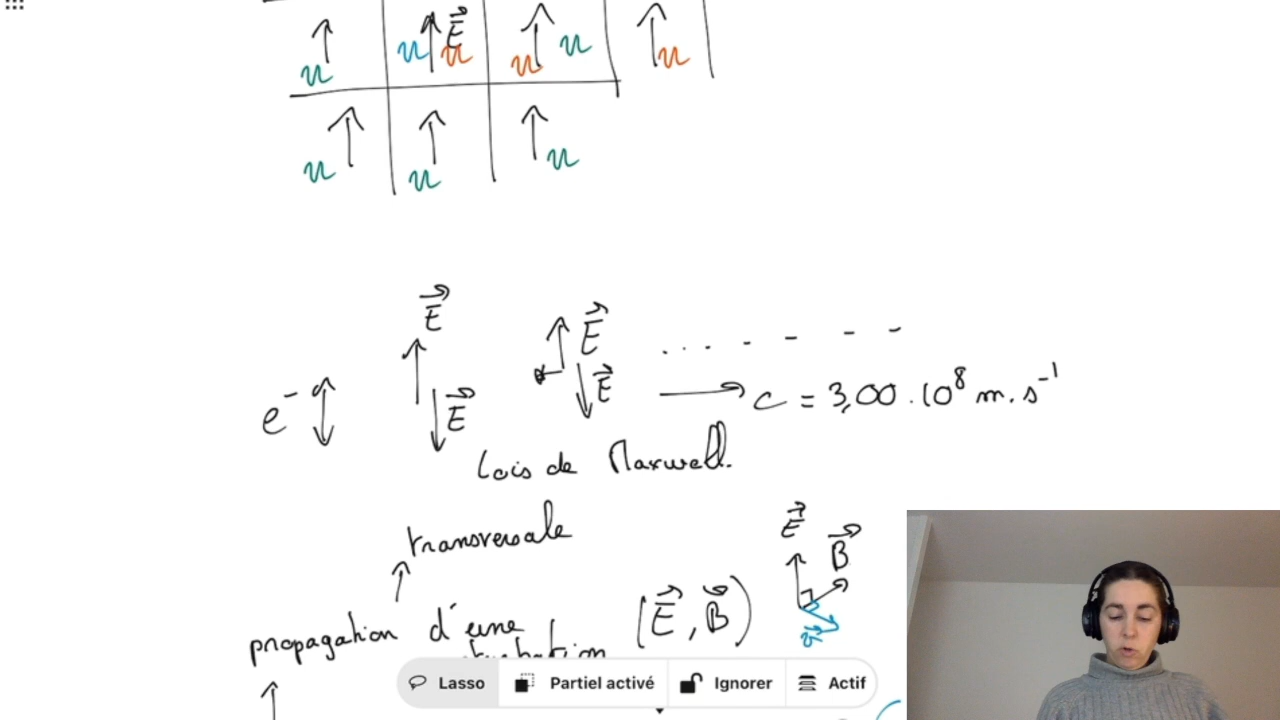 E
u u u u u u
u u u
E
E
E E
e⁻ E c = 3,00 . 10⁸ m.s⁻¹
Lois de Maxwell.
transversale
E
B
propagation d'une (E, B)
Lasso Partiel activé Ignorer Actif